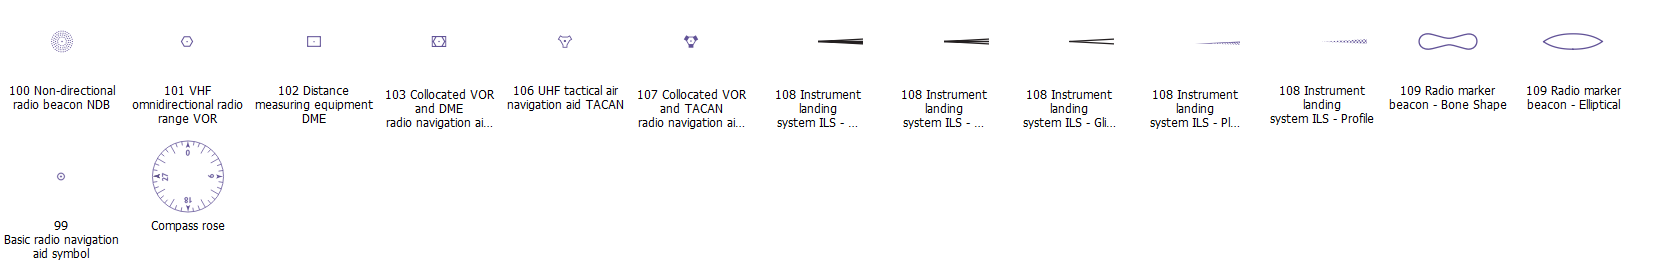 100 Non-directional
radio beacon NDB
101 VHF
omnidirectional radio
range VOR
102 Distance
measuring equipment
DME
103 Collocated VOR
and DME
radio navigation ai...
106 UHF tactical air
navigation aid TACAN
107 Collocated VOR
and TACAN
radio navigation ai...
108 Instrument
landing
system ILS - ...
108 Instrument
landing
system ILS - ...
108 Instrument
landing
system ILS - Gli...
108 Instrument
landing
system ILS - Pl...
108 Instrument
landing
system ILS - Profile
109 Radio marker
beacon - Bone Shape
109 Radio marker
beacon - Elliptical
99
Basic radio navigation
aid symbol
0
27
9
18
Compass rose